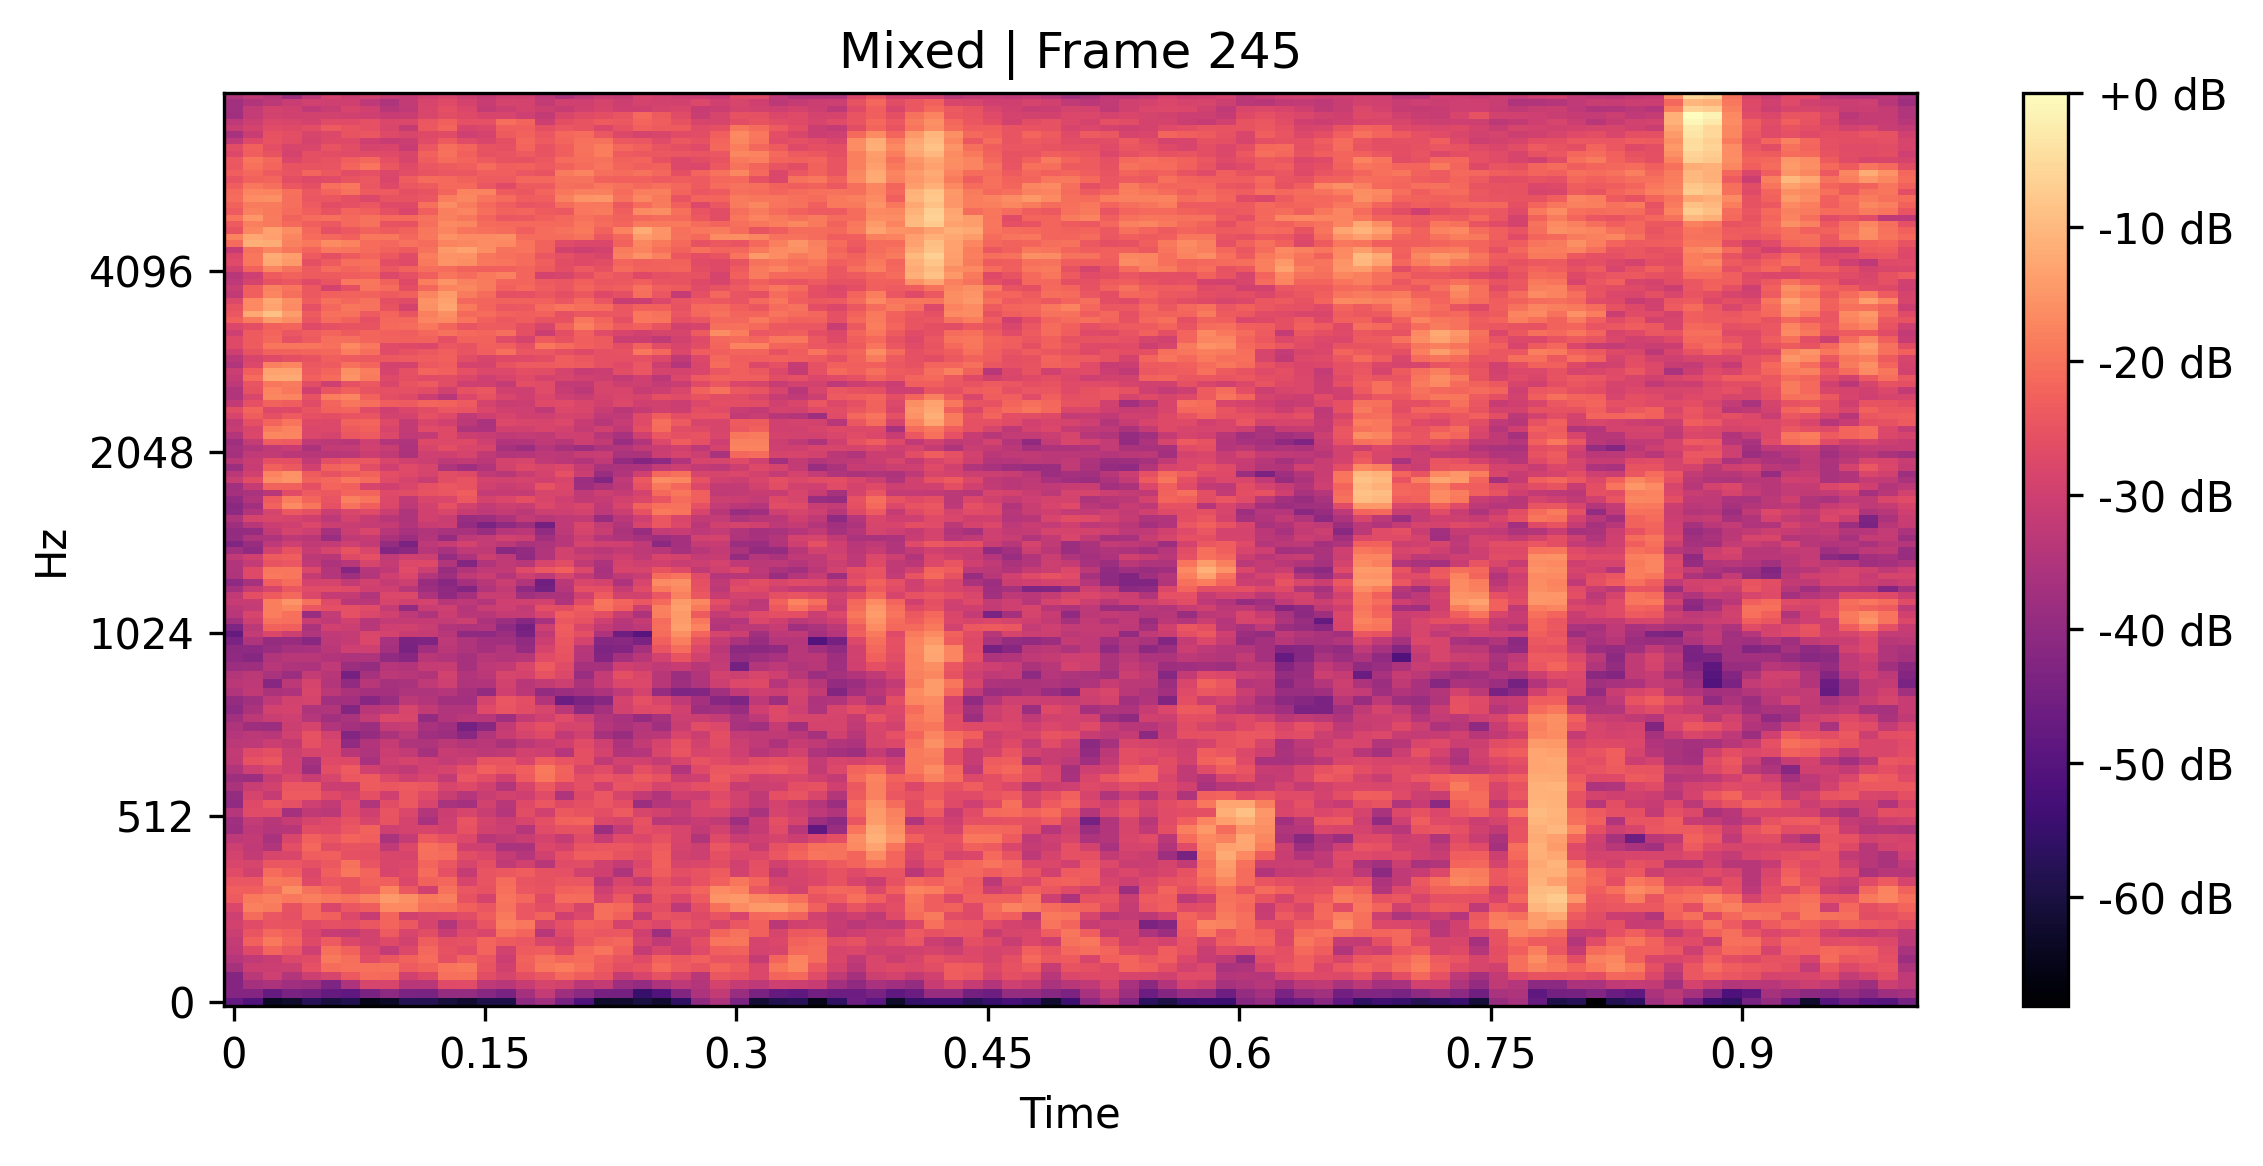 Mixed | Frame 245
+0 dB
-10 dB
-20 dB
-30 dB
-40 dB
-50 dB
-60 dB
4096
2048
1024
512
0
Hz
0 0.15 0.3 0.45 0.6 0.75 0.9
Time